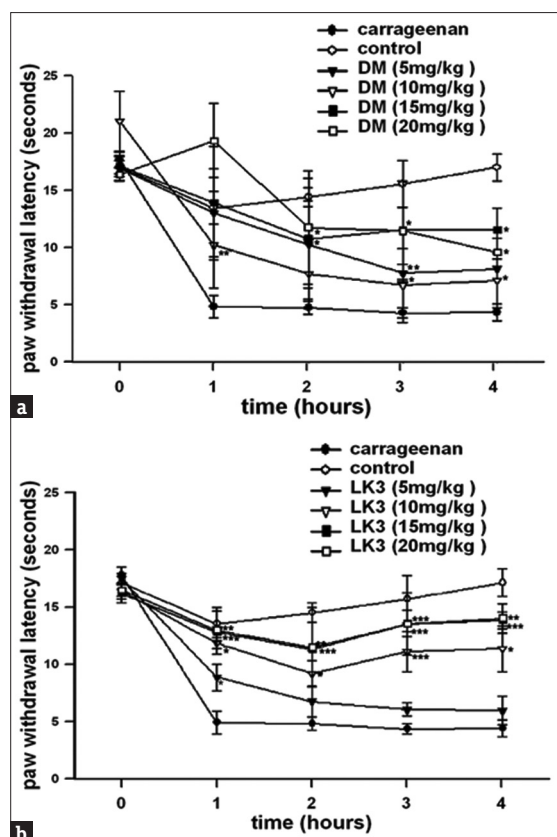 carrageenan
control
DM (5mg/kg )
DM (10mg/kg )
DM (15mg/kg )
DM (20mg/kg )
paw withdrawal latency (seconds)
25
20
15
10
5
0
** * * ** * * * * *
0 1 2 3 4
time (hours)
a
carrageenan
control
LK3 (5mg/kg )
LK3 (10mg/kg )
LK3 (15mg/kg )
LK3 (20mg/kg )
paw withdrawal latency (seconds)
25
20
15
10
5
0
** *** * * ** *** * *** *** *** ** *** *
0 1 2 3 4
time (hours)
b